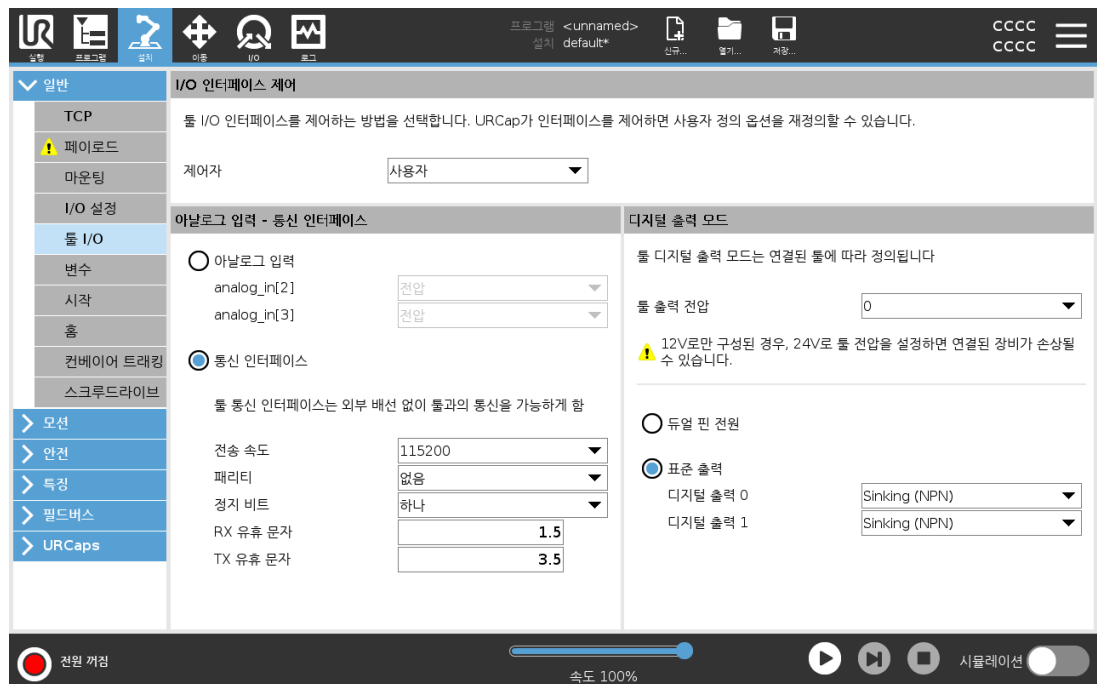 UR
실행
프로그램
설치
이동
I/O
로그
프로그램 <unnamed>
설치 default*
신규...
열기...
저장...
CCCC
CCCC
일반
TCP
페이로드
마운팅
I/O 설정
툴 I/O
변수
시작
홈
컨베이어 트래킹
스크루드라이브
모션
안전
특징
필드버스
URCaps
I/O 인터페이스 제어
툴 I/O 인터페이스를 제어하는 방법을 선택합니다. URCap가 인터페이스를 제어하면 사용자 정의 옵션을 재정의할 수 있습니다.
제어자 사용자
아날로그 입력 - 통신 인터페이스
아날로그 입력
analog_in[2] 전압
analog_in[3] 전압
통신 인터페이스
툴 통신 인터페이스는 외부 배선 없이 툴과의 통신을 가능하게 함
전송 속도 115200
패리티 없음
정지 비트 하나
RX 유휴 문자 1.5
TX 유휴 문자 3.5
디지털 출력 모드
툴 디지털 출력 모드는 연결된 툴에 따라 정의됩니다
툴 출력 전압 0
12V로만 구성된 경우, 24V로 툴 전압을 설정하면 연결된 장비가 손상될
수 있습니다.
듀얼 핀 전원
표준 출력
디지털 출력 0 Sinking (NPN)
디지털 출력 1 Sinking (NPN)
전원 꺼짐
속도 100%
시뮬레이션